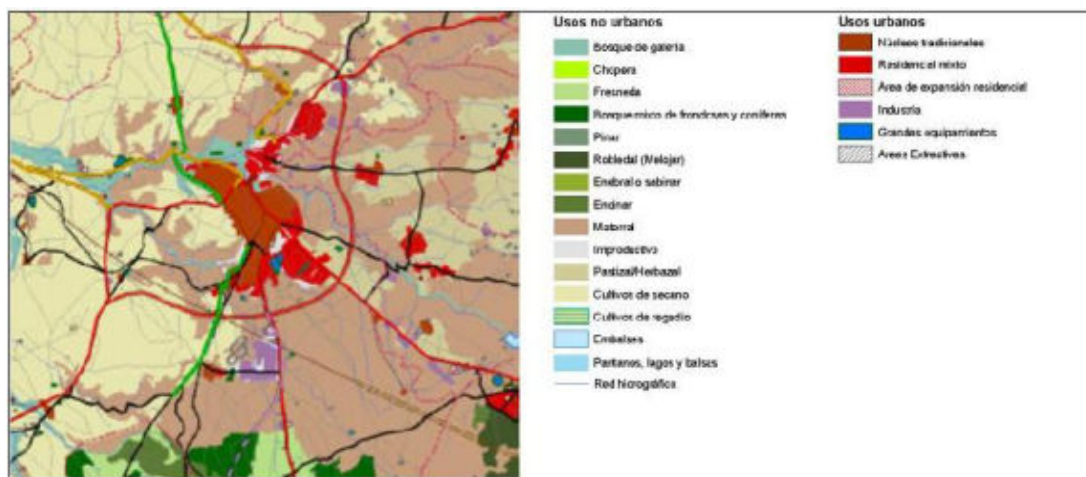 Usos no urbanos
Bosque de galería
Chopera
Fresneda
Bosque mixto de frondosas y coníferas
Pinar
Robledal (Melojar)
Enebral o sabinar
Encinar
Matorral
Improductivo
Pastizal/Herbazal
Cultivos de secano
Cultivos de regadío
Embalses
Pantanos, lagos y balsas
Red hidrográfica
Usos urbanos
Núcleos tradicionales
Residencial mixto
Área de expansión residencial
Industria
Grandes equipamientos
Áreas Extractivas